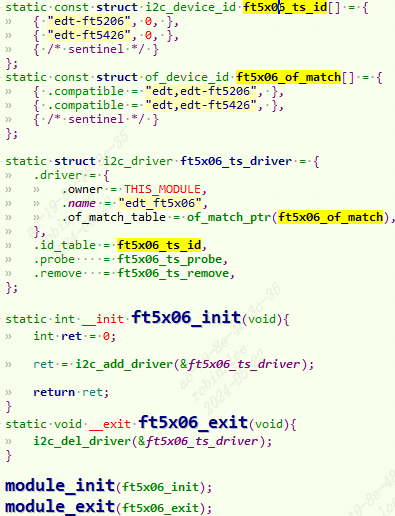 static const struct i2c_device_id ft5x06_ts_id[] = {
» { "edt-ft5206", 0, },
» { "edt-ft5426", 0, },
» { /* sentinel */ }
};
static const struct of_device_id ft5x06_of_match[] = {
» { .compatible = "edt,edt-ft5206", },
» { .compatible = "edt,edt-ft5426", },
» { /* sentinel */ }
};
static struct i2c_driver ft5x06_ts_driver = {
» .driver = {
» » .owner = THIS_MODULE,
» » .name = "edt_ft5x06",
» » .of_match_table = of_match_ptr(ft5x06_of_match),
» },
» .id_table = ft5x06_ts_id,
» .probe = ft5x06_ts_probe,
» .remove = ft5x06_ts_remove,
};
static int __init ft5x06_init(void){
» int ret = 0;
» ret = i2c_add_driver(&ft5x06_ts_driver);
» return ret;
}
static void __exit ft5x06_exit(void){
» i2c_del_driver(&ft5x06_ts_driver);
}
module_init(ft5x06_init);
module_exit(ft5x06_exit);